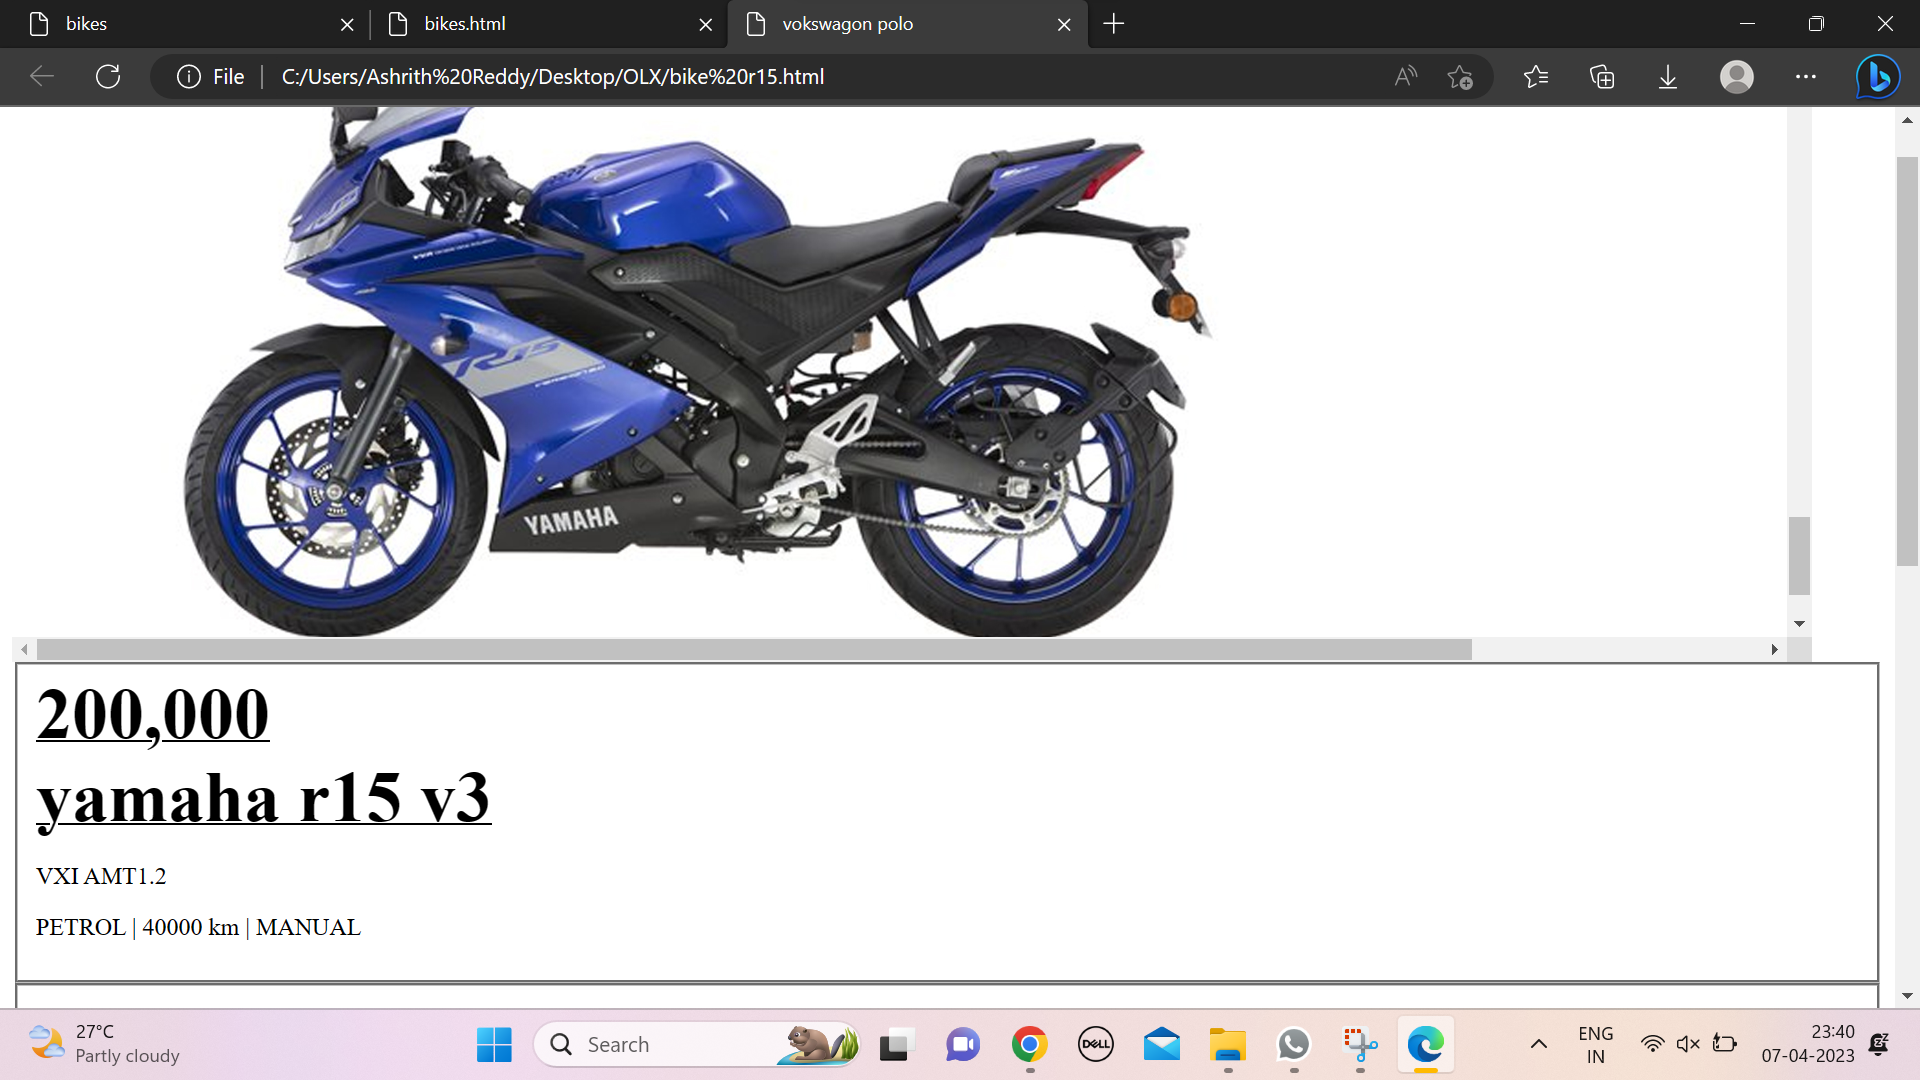 bikes
bikes.html
vokswagon polo
File
C:/Users/Ashrith%20Reddy/Desktop/OLX/bike%20r15.html
R15
YAMAHA
200,000
yamaha r15 v3
VXI AMT1.2
PETROL | 40000 km | MANUAL
27°C
Partly cloudy
Search
DELL
ENG
IN
23:40
07-04-2023